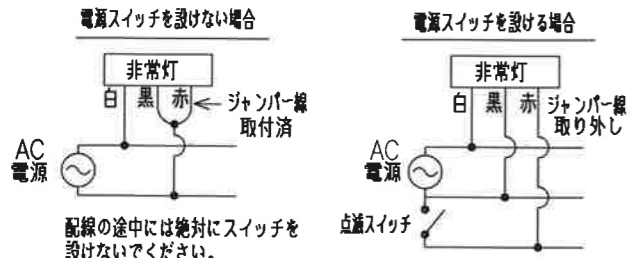 電源スイッチを設けない場合
非常灯
白 黒 赤
ジャンパー線
取付済
AC
電源
配線の途中には絶対にスイッチを
設けないでください。
電源スイッチを設ける場合
非常灯
白 黒 赤
ジャンパー線
取り外し
AC
電源
点滅スイッチ